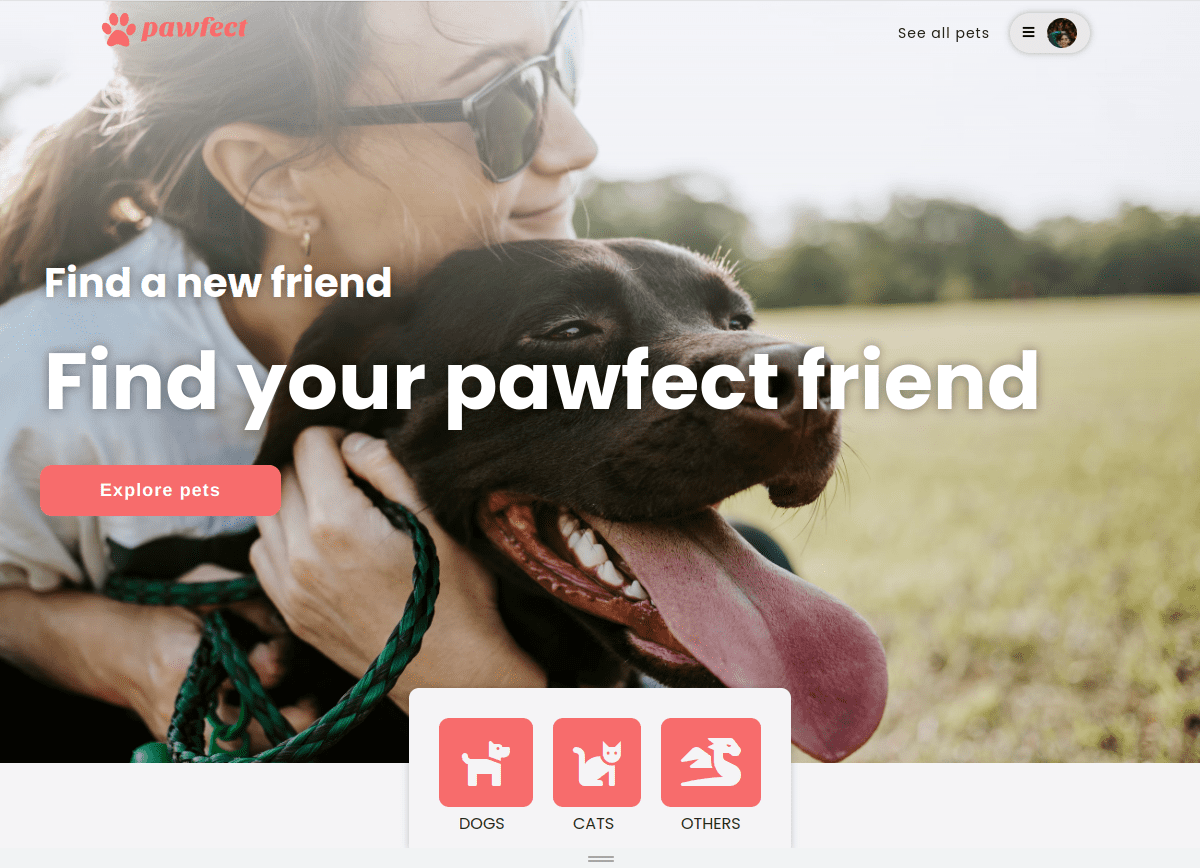 pawfect
See all pets
Find a new friend
Find your pawfect friend
Explore pets
DOGS
CATS
OTHERS